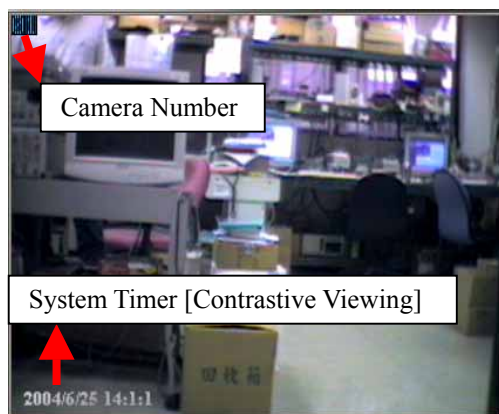 Camera Number
System Timer [Contrastive Viewing]
回收箱
2004/6/25 14:1:1